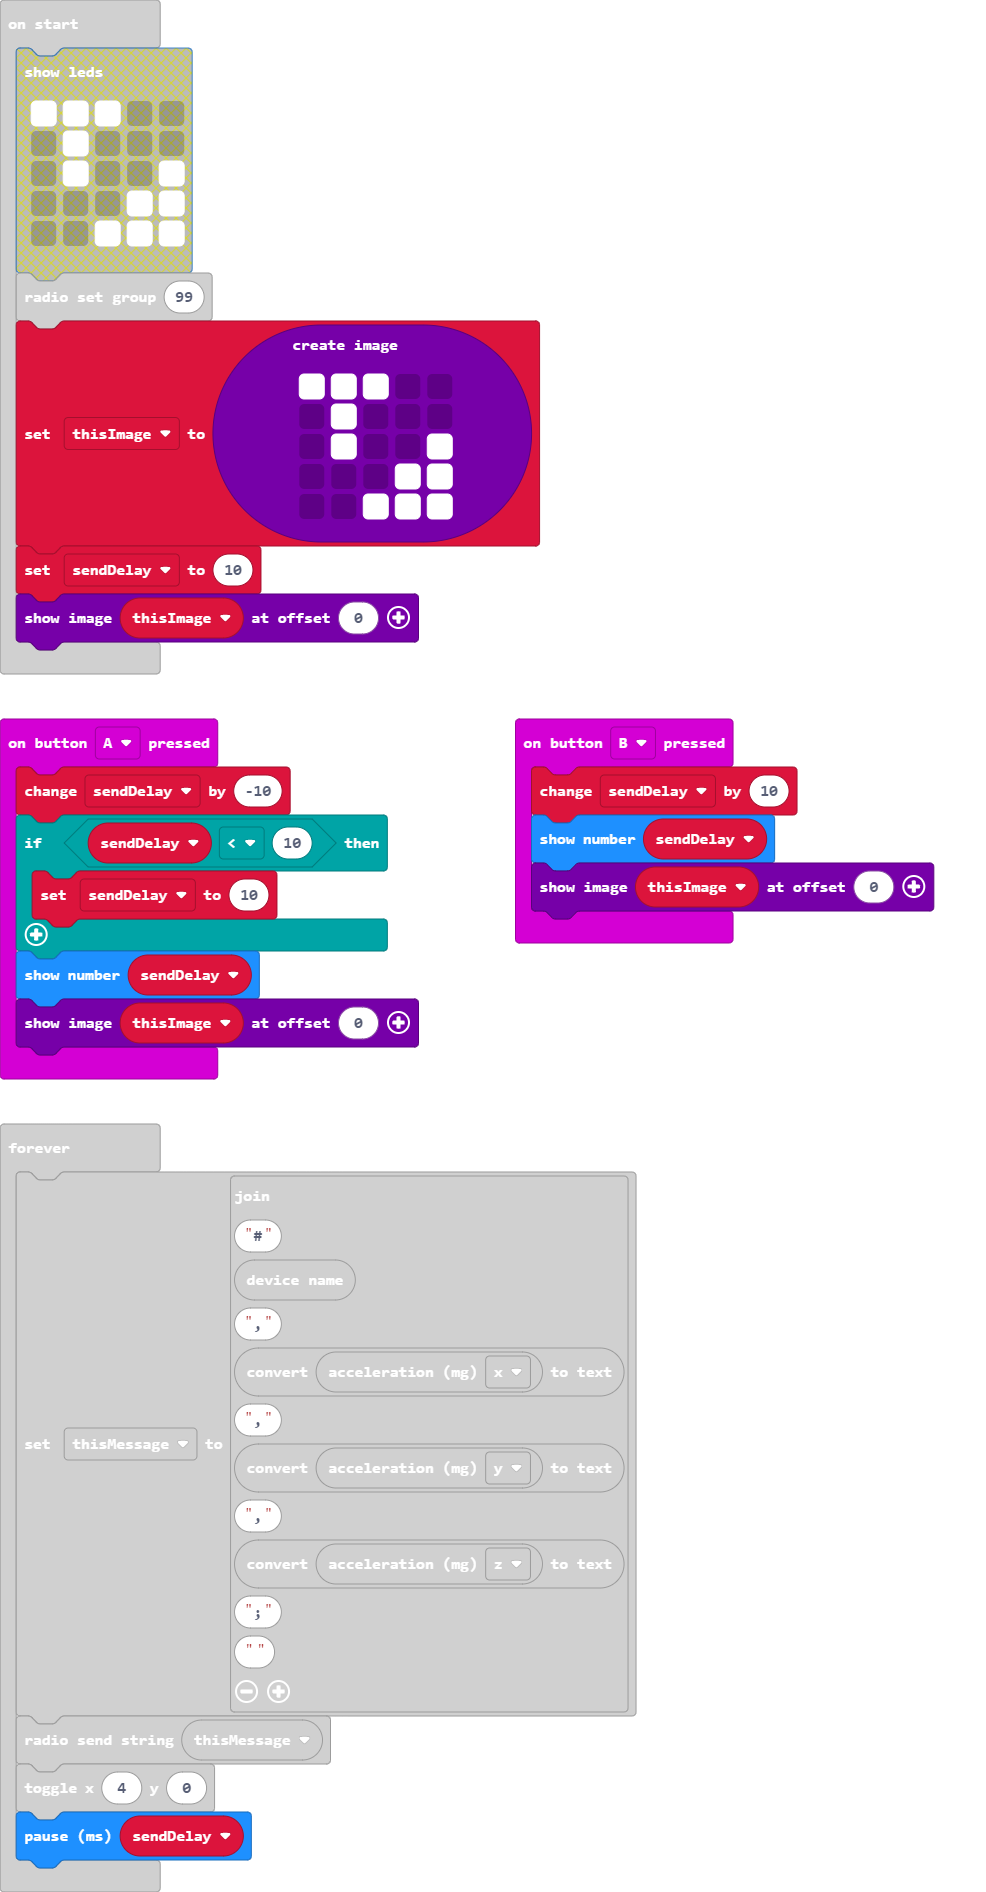 on start
show leds
radio set group 99
create image
set thisImage to
set sendDelay to 10
show image thisImage at offset 0
on button A pressed
change sendDelay by -10
if sendDelay < 10 then
set sendDelay to 10
show number sendDelay
show image thisImage at offset 0
on button B pressed
change sendDelay by 10
show number sendDelay
show image thisImage at offset 0
forever
set thisMessage to
join
"#"
device name
","
convert acceleration (mg) x to text
","
convert acceleration (mg) y to text
","
convert acceleration (mg) z to text
";"
" "
radio send string thisMessage
toggle x 4 y 0
pause (ms) sendDelay